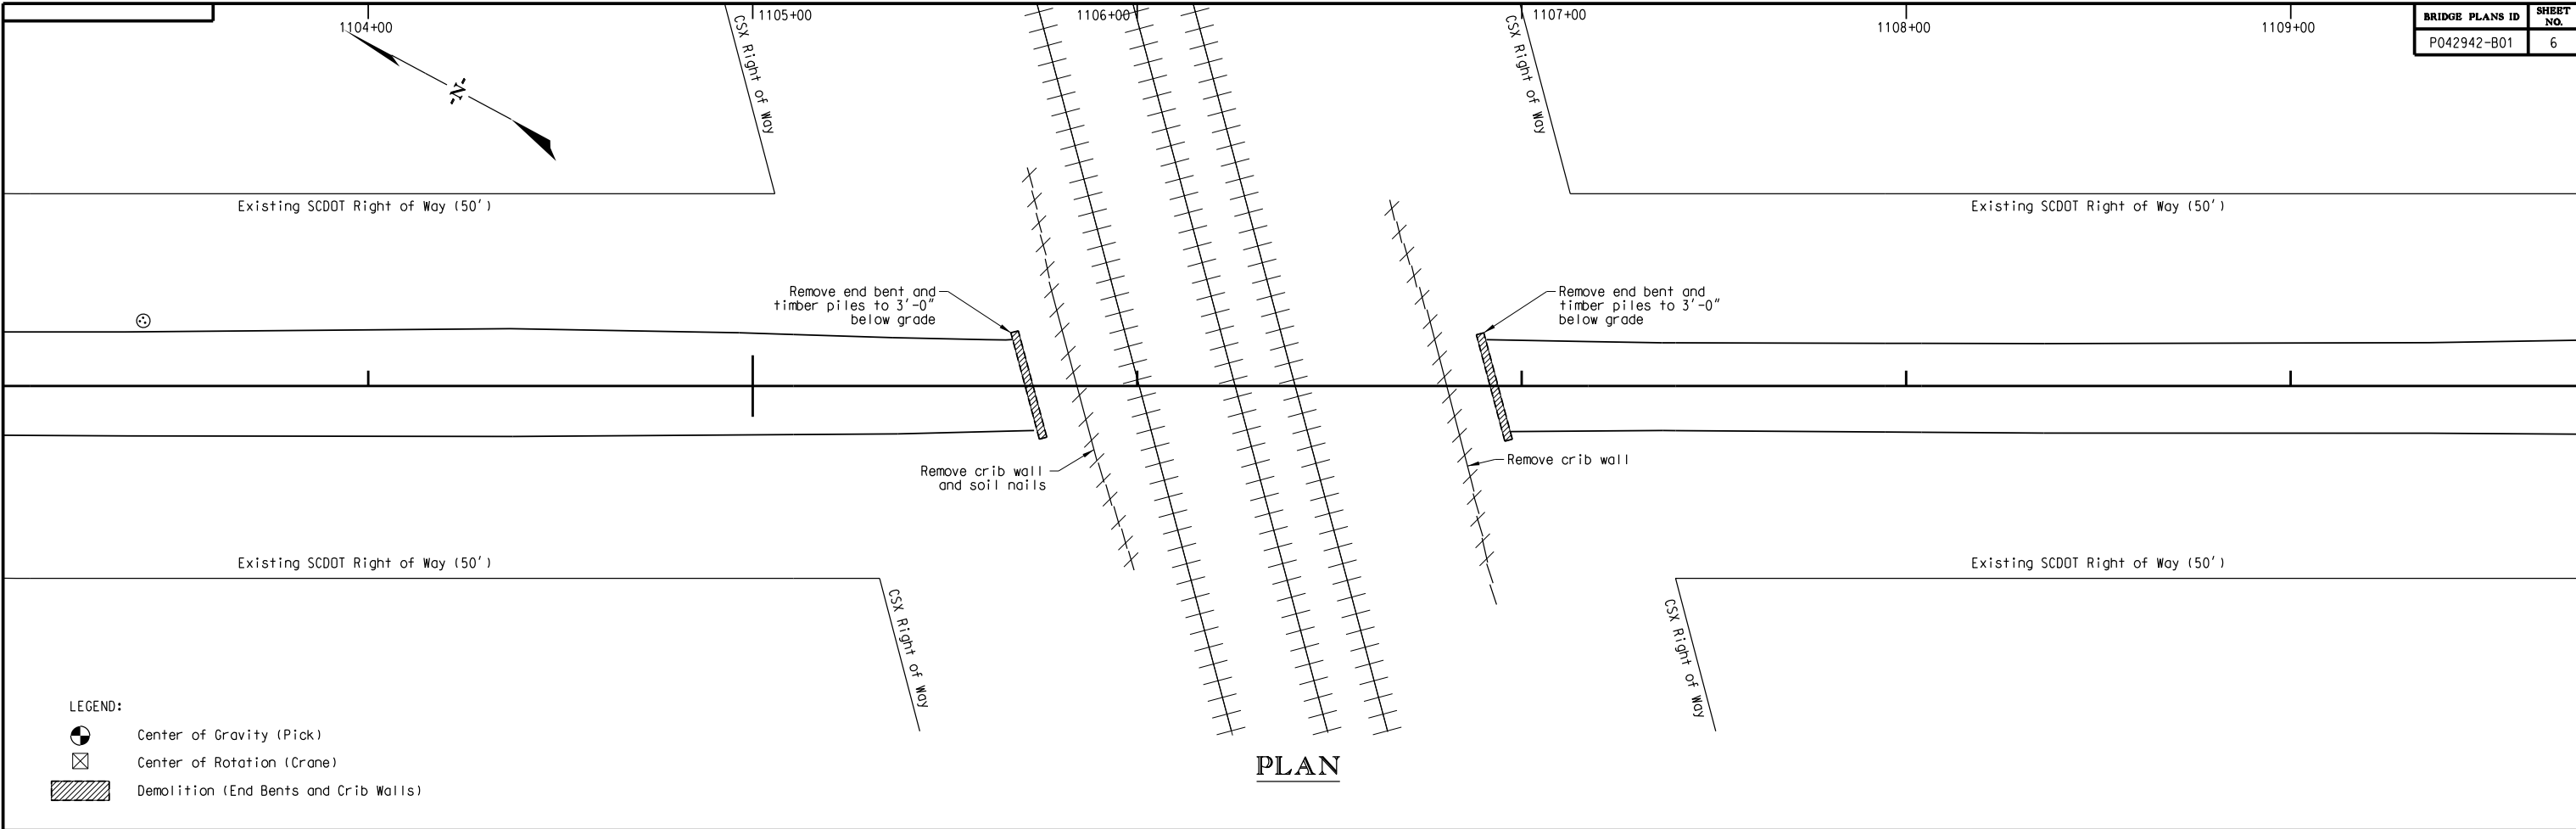 1104+00
1105+00
1106+00
1107+00
1108+00
1109+00
BRIDGE PLANS ID
SHEET
NO.
P042942-B01
6
-N-
CSX Right of Way
CSX Right of Way
Existing SCDOT Right of Way (50')
Existing SCDOT Right of Way (50')
Remove end bent and
timber piles to 3'-0"
below grade
Remove end bent and
timber piles to 3'-0"
below grade
Remove crib wall
and soil nails
Remove crib wall
Existing SCDOT Right of Way (50')
Existing SCDOT Right of Way (50')
CSX Right of Way
CSX Right of Way
LEGEND:
Center of Gravity (Pick)
Center of Rotation (Crane)
Demolition (End Bents and Crib Walls)
PLAN